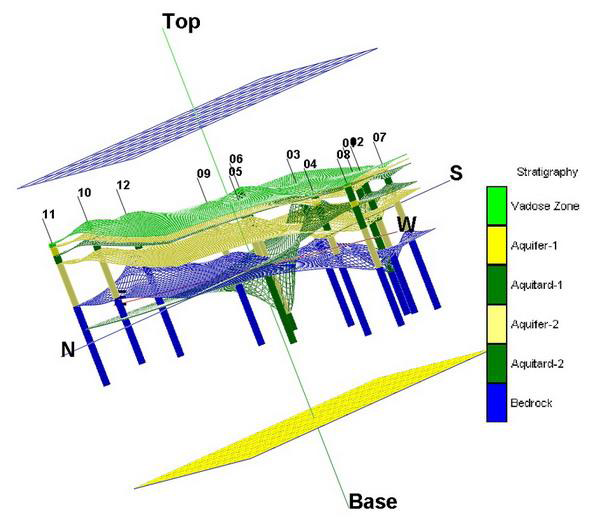 Top
S
W
N
Base
11
10
12
09
06
05
03
04
08
02
07
Stratigraphy
Vadose Zone
Aquifer-1
Aquitard-1
Aquifer-2
Aquitard-2
Bedrock